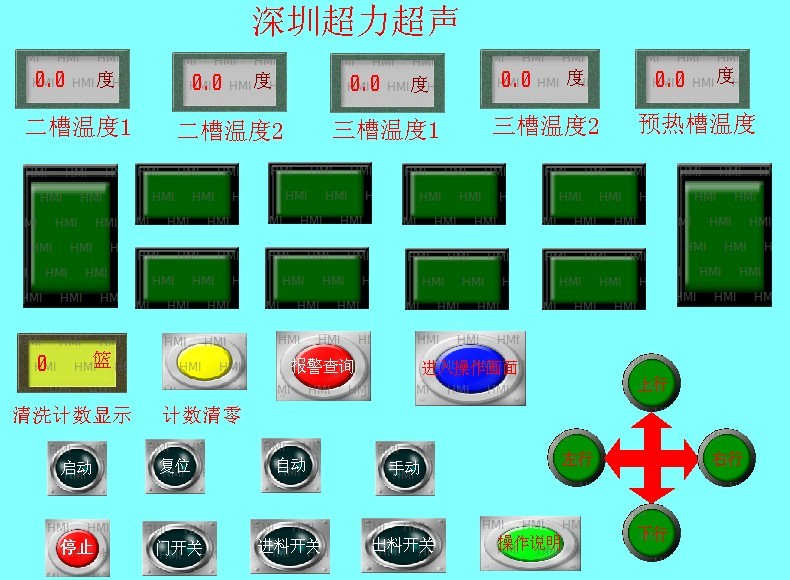 深圳超力超声
0.0 度
0.0 度
0.0 度
0.0 度
0.0 度
二槽温度1
二槽温度2
三槽温度1
三槽温度2
预热槽温度
0 篮
报警查询
进入操作画面
清洗计数显示
计数清零
上行
左行
右行
下行
启动
复位
自动
手动
停止
门开关
进料开关
出料开关
操作说明
HMI